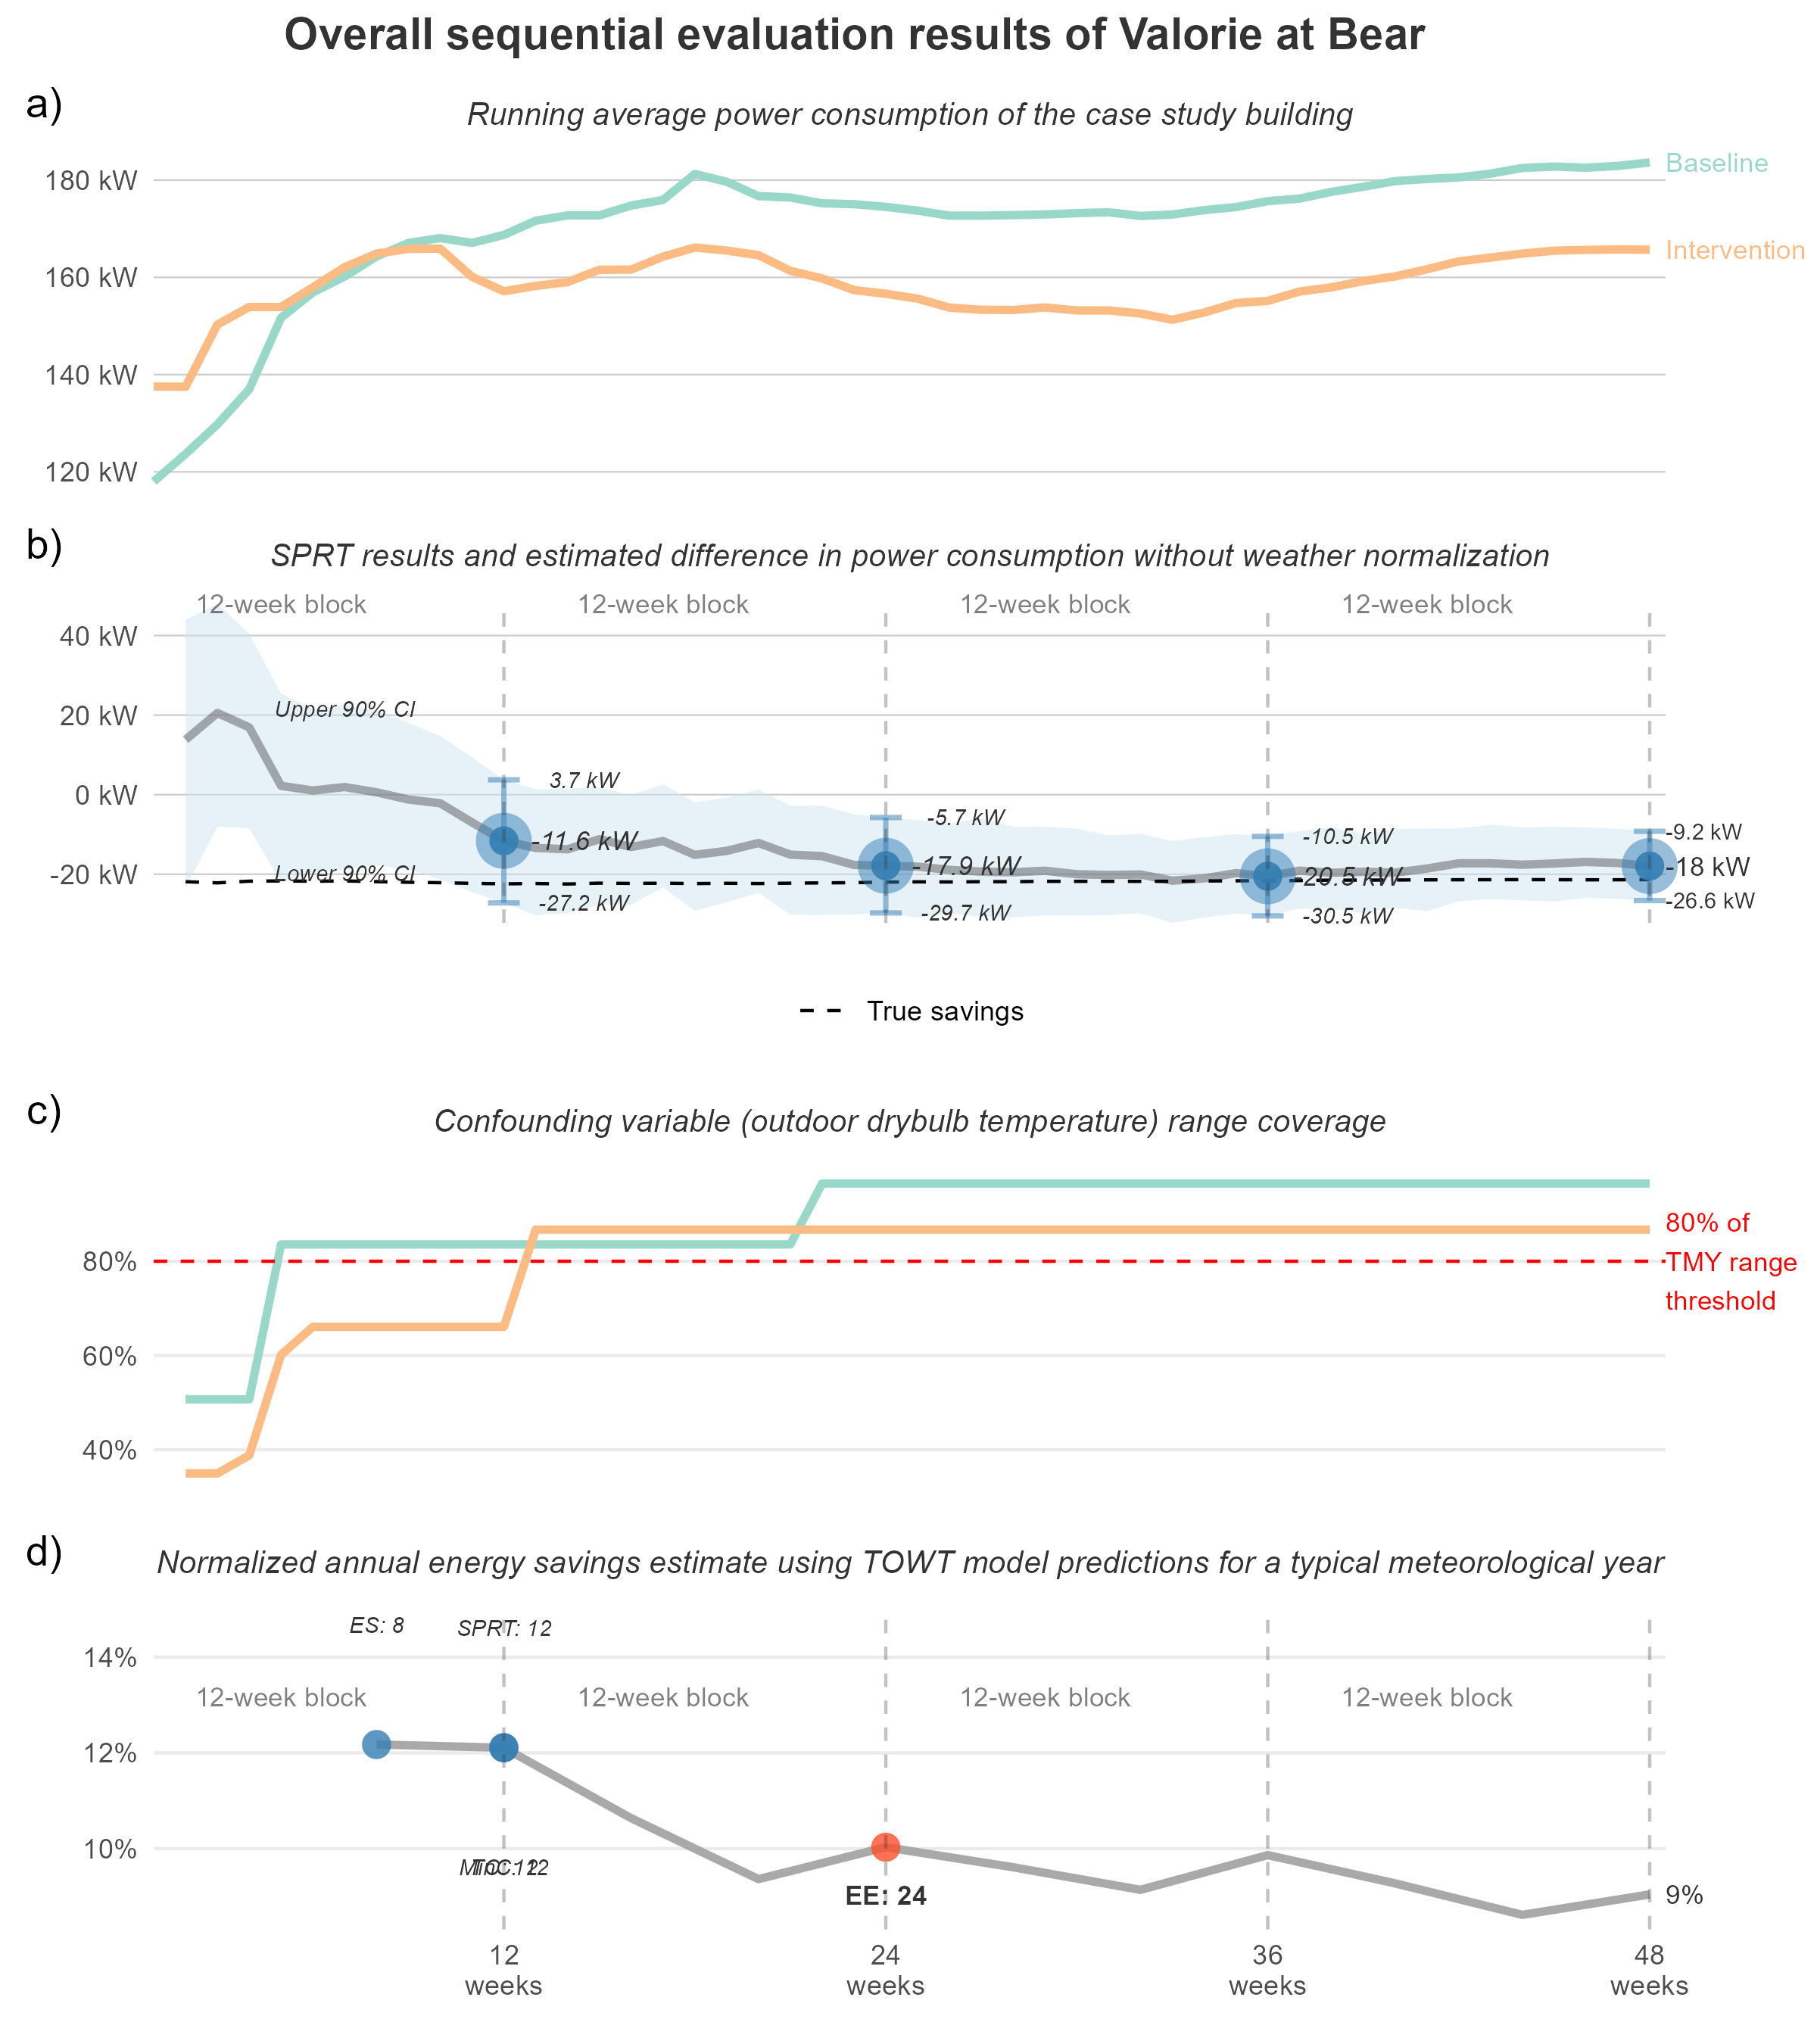 Overall sequential evaluation results of Valorie at Bear
a)
Running average power consumption of the case study building
180 kW
160 kW
140 kW
120 kW
Baseline
Intervention
b)
SPRT results and estimated difference in power consumption without weather normalization
12-week block
12-week block
12-week block
12-week block
40 kW
20 kW
0 kW
-20 kW
Upper 90% CI
Lower 90% CI
3.7 kW
-11.6 kW
-27.2 kW
-5.7 kW
-17.9 kW
-29.7 kW
-10.5 kW
-20.5 kW
-30.5 kW
-9.2 kW
-18 kW
-26.6 kW
True savings
c)
Confounding variable (outdoor drybulb temperature) range coverage
80%
60%
40%
80% of
TMY range
threshold
d)
Normalized annual energy savings estimate using TOWT model predictions for a typical meteorological year
ES: 8
SPRT: 12
14%
12%
10%
12-week block
12-week block
12-week block
12-week block
EE: 24
9%
12
weeks
24
weeks
36
weeks
48
weeks